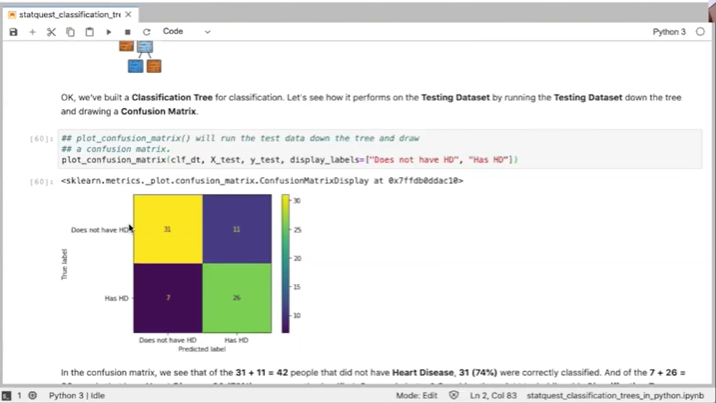 statquest_classification_tre
Code
Python 3
OK, we've built a Classification Tree for classification. Let's see how it performs on the Testing Dataset by running the Testing Dataset down the tree
and drawing a Confusion Matrix.
[60]:
## plot_confusion_matrix() will run the test data down the tree and draw
## a confusion matrix.
plot_confusion_matrix(clf_dt, X_test, y_test, display_labels=["Does not have HD", "Has HD"])
[60]:
<sklearn.metrics._plot.confusion_matrix.ConfusionMatrixDisplay at 0x7ffdb0ddac10>
30
Does not have HD
31
11
25
True label
20
15
Has HD
7
26
10
Does not have HD
Has HD
Predicted label
In the confusion matrix, we see that of the 31 + 11 = 42 people that did not have Heart Disease, 31 (74%) were correctly classified. And of the 7 + 26 =
1
Python 3 | Idle
Mode: Edit
Ln 2, Col 83
statquest_classification_trees_in_python.ipynb